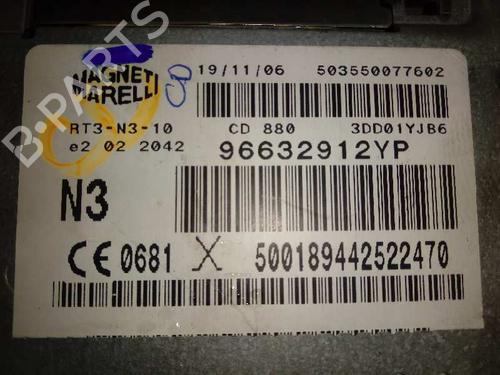 MAGNETI
MARELLI
19/11/06 503550077602
RT3-N3-10 CD 880 3DD01YJB6
e2 02 2042 96632912YP
N3
CE 0681 X 500189442522470
B-PARTS